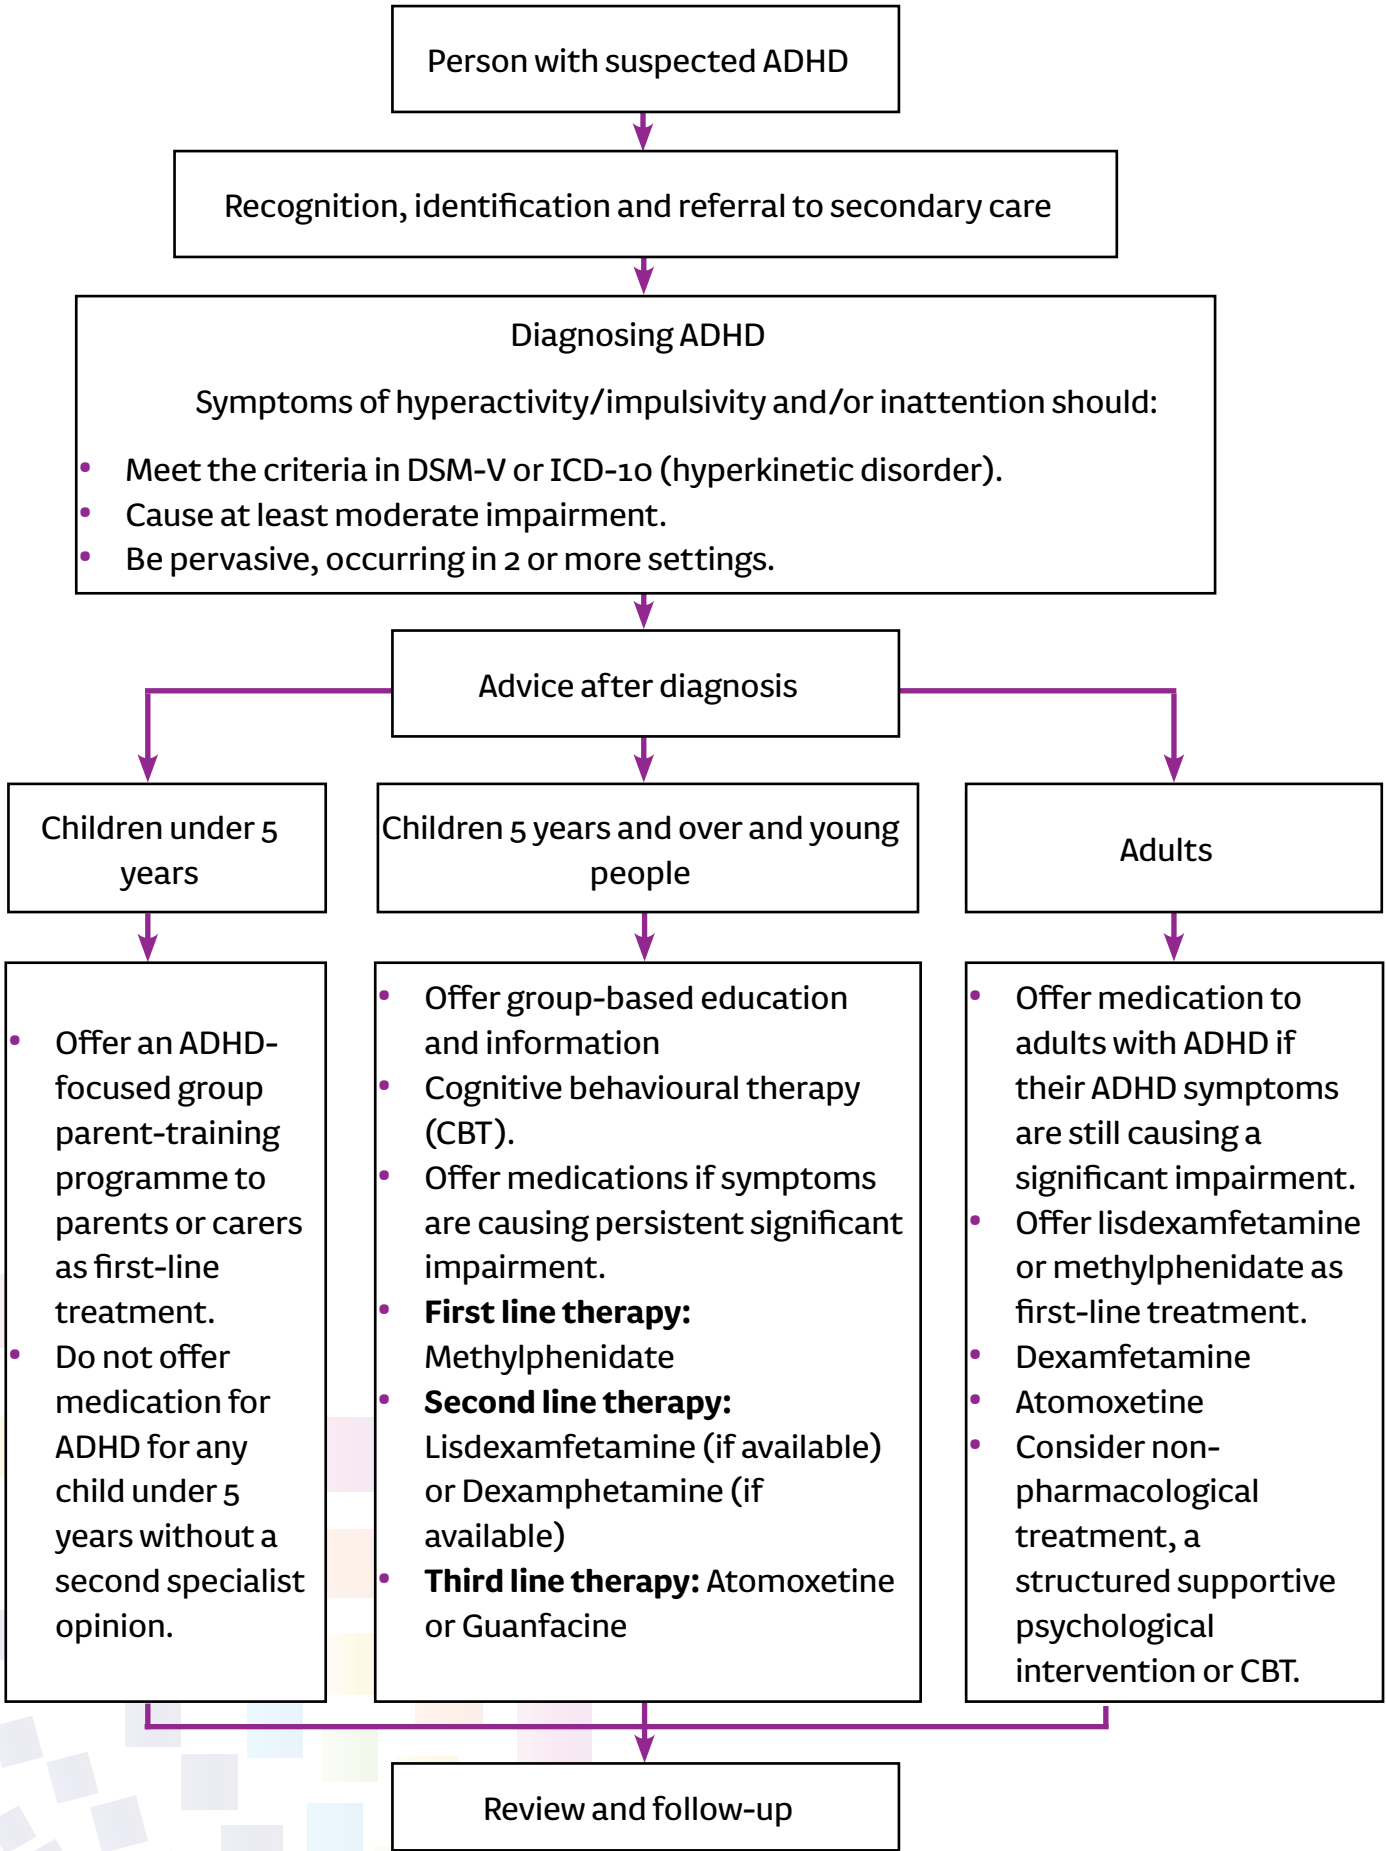 Person with suspected ADHD
Recognition, identification and referral to secondary care
Diagnosing ADHD
Symptoms of hyperactivity/impulsivity and/or inattention should:
• Meet the criteria in DSM-V or ICD-10 (hyperkinetic disorder).
• Cause at least moderate impairment.
• Be pervasive, occurring in 2 or more settings.
Advice after diagnosis
Children under 5
years
Children 5 years and over and young
people
Adults
• Offer an ADHD-
focused group
parent-training
programme to
parents or carers
as first-line
treatment.
• Do not offer
medication for
ADHD for any
child under 5
years without a
second specialist
opinion.
• Offer group-based education
and information
• Cognitive behavioural therapy
(CBT).
• Offer medications if symptoms
are causing persistent significant
impairment.
• First line therapy:
Methylphenidate
• Second line therapy:
Lisdexamfetamine (if available)
or Dexamphetamine (if
available)
• Third line therapy: Atomoxetine
or Guanfacine
• Offer medication to
adults with ADHD if
their ADHD symptoms
are still causing a
significant impairment.
• Offer lisdexamfetamine
or methylphenidate as
first-line treatment.
• Dexamfetamine
• Atomoxetine
• Consider non-
pharmacological
treatment, a
structured supportive
psychological
intervention or CBT.
Review and follow-up